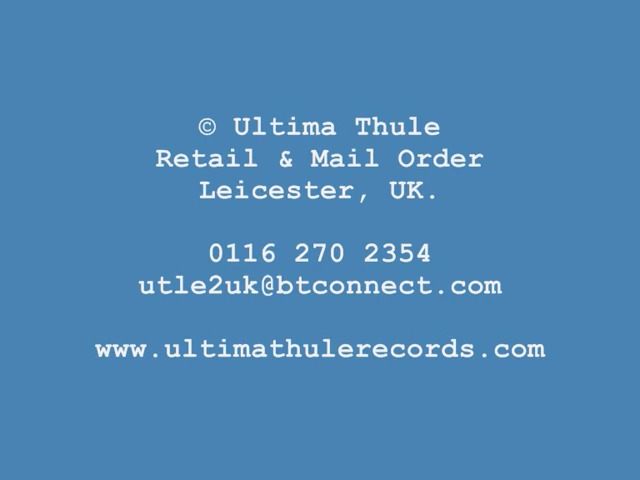 © Ultima Thule
Retail & Mail Order
Leicester, UK.
0116 270 2354
utle2uk@btconnect.com
www.ultimathulerecords.com